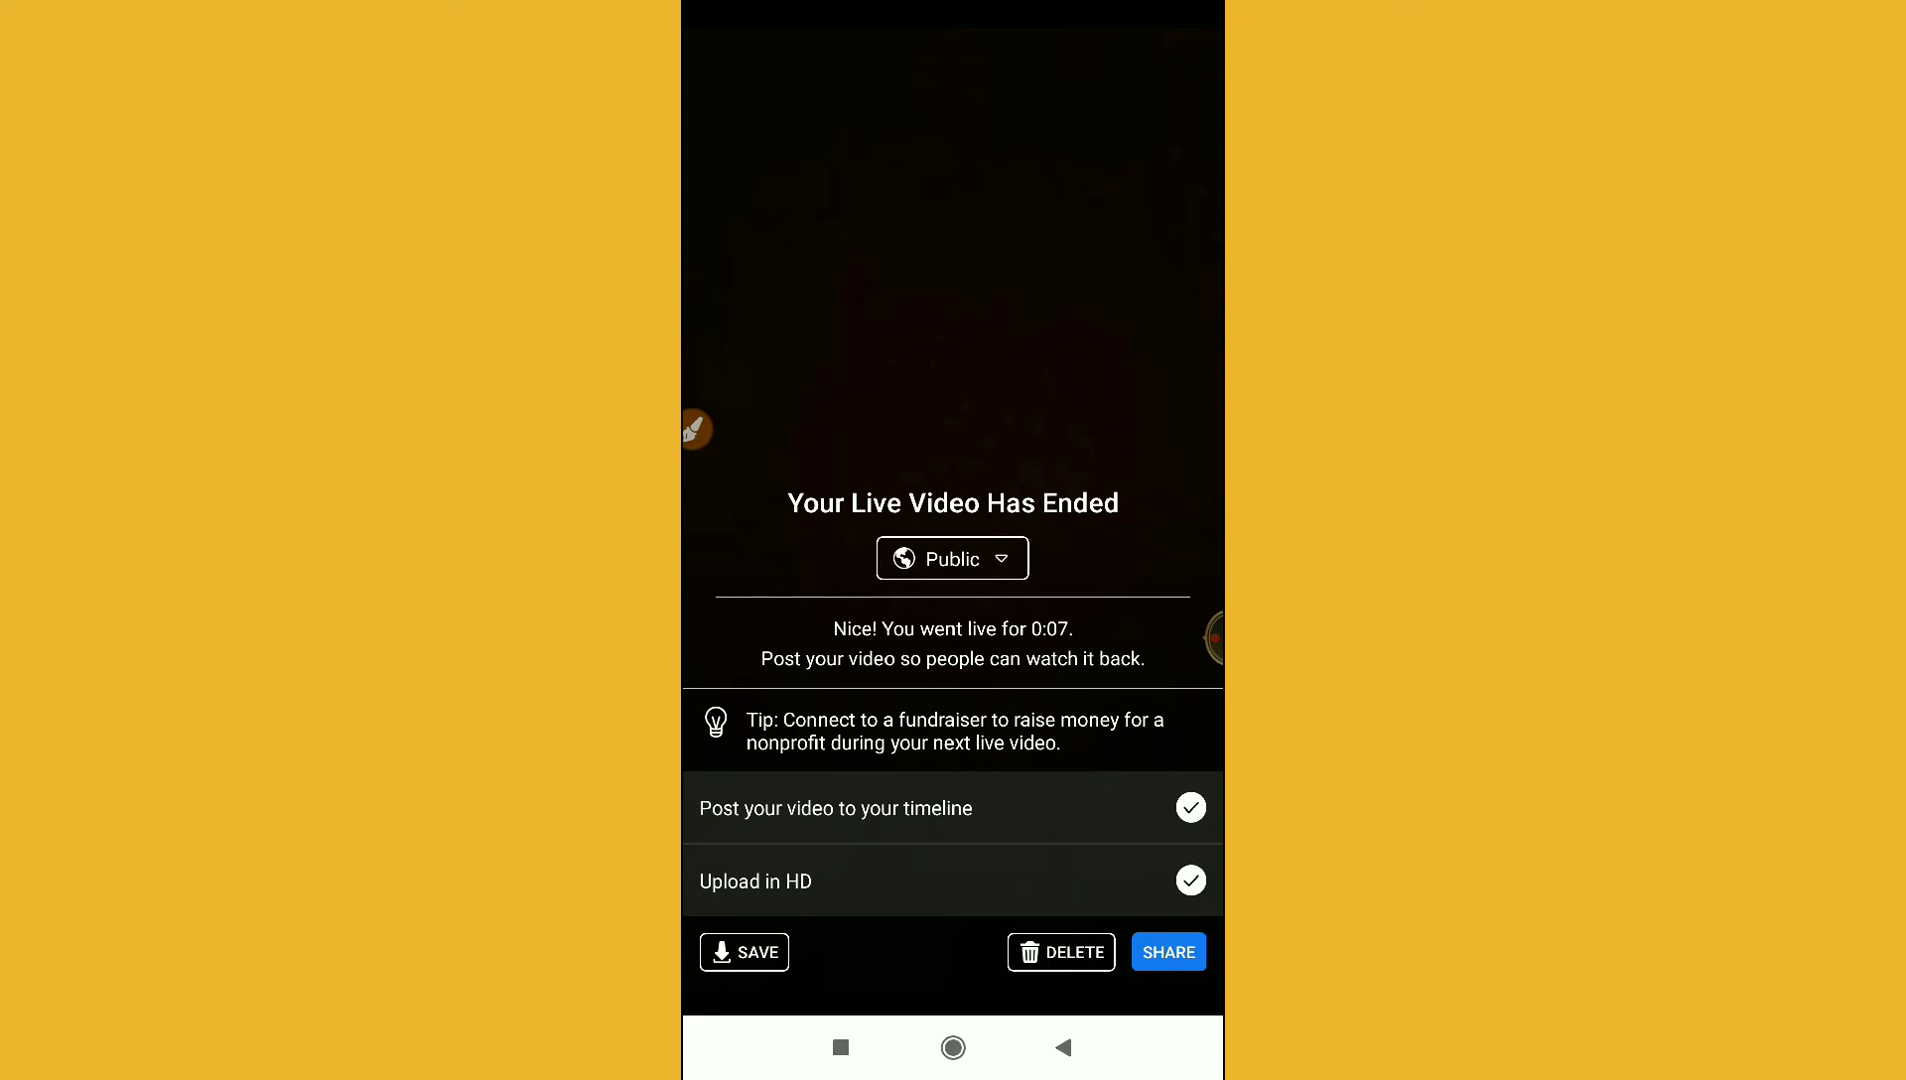 Your Live Video Has Ended
Public
Nice! You went live for 0:07.
Post your video so people can watch it back.
Tip: Connect to a fundraiser to raise money for a
nonprofit during your next live video.
Post your video to your timeline
Upload in HD
SAVE
DELETE
SHARE